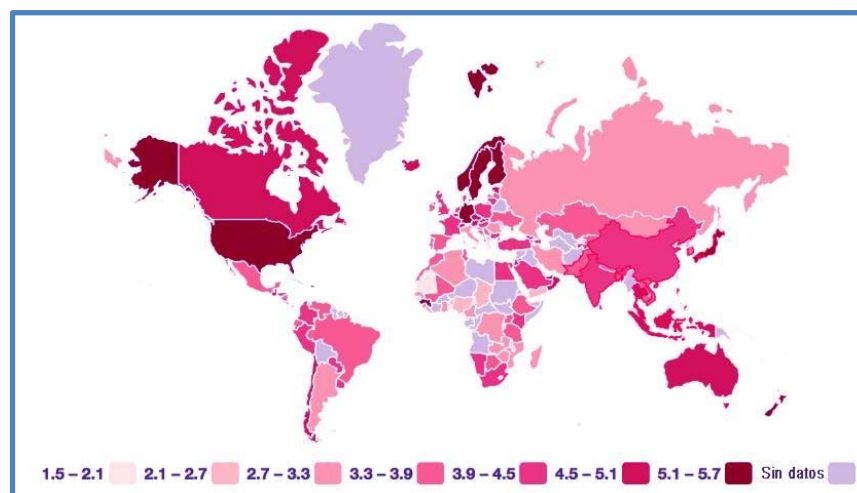 1.5 – 2.1 2.1 – 2.7 2.7 – 3.3 3.3 – 3.9 3.9 – 4.5 4.5 – 5.1 5.1 – 5.7 Sin datos